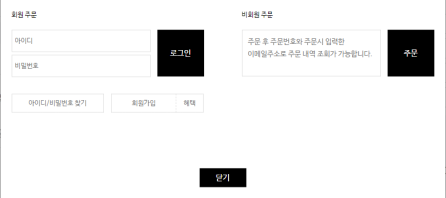 회원 주문
아이디
비밀번호
로그인
아이디/비밀번호 찾기
회원가입
혜택
비회원 주문
주문 후 주문번호와 주문시 입력한
이메일주소로 주문 내역 조회가 가능합니다.
주문
닫기